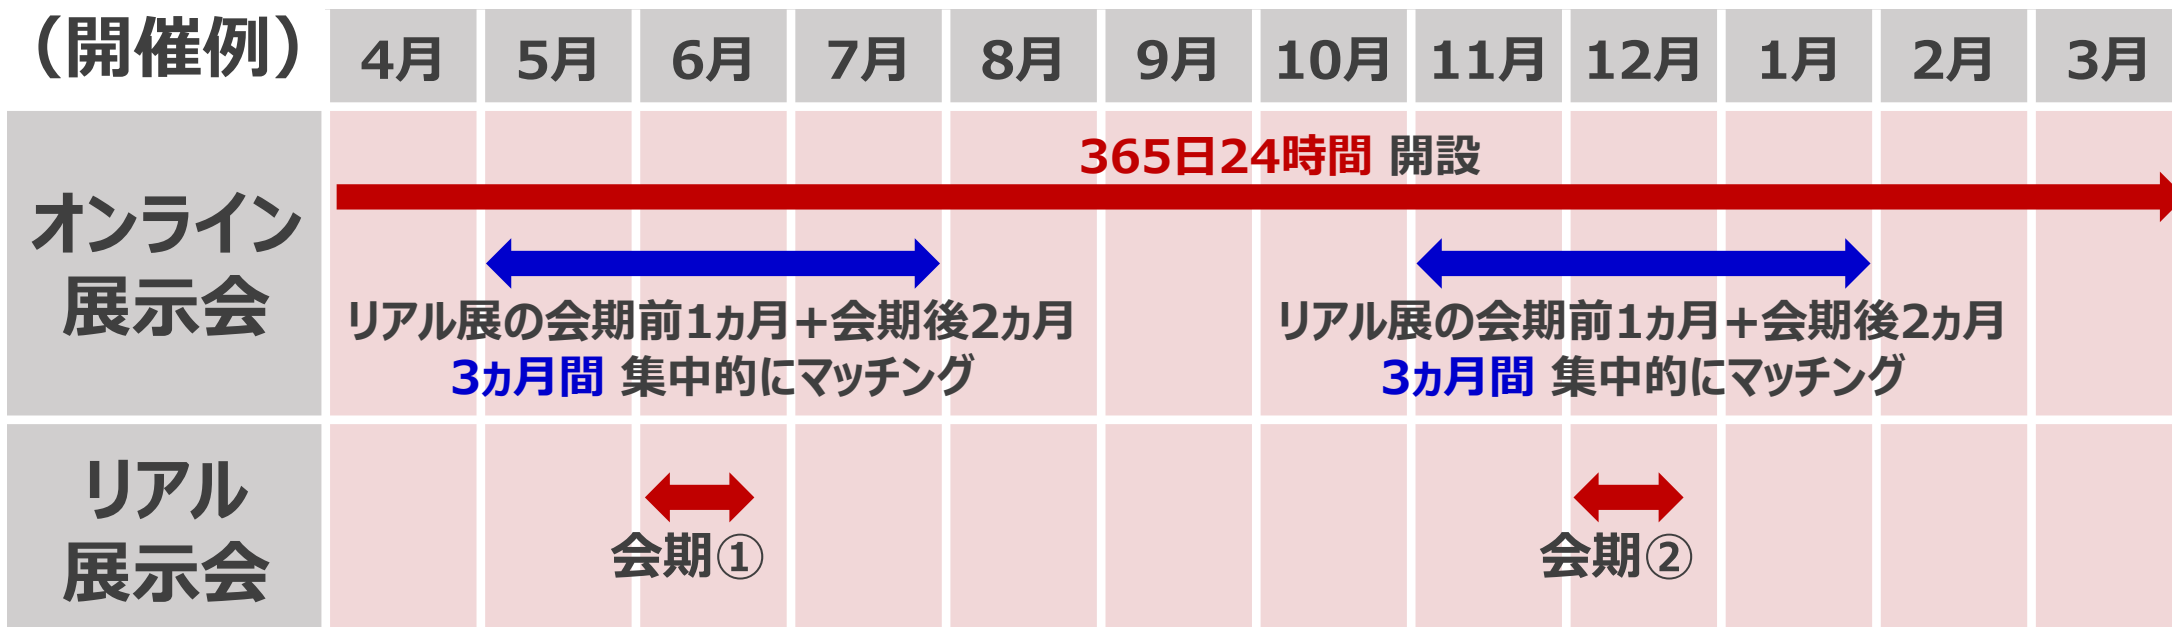 （開催例）
4月 5月 6月 7月 8月 9月 10月 11月 12月 1月 2月 3月
オンライン
展示会
365日24時間 開設
リアル展の会期前1ヵ月+会期後2ヵ月
3ヵ月間 集中的にマッチング
リアル展の会期前1ヵ月+会期後2ヵ月
3ヵ月間 集中的にマッチング
リアル
展示会
会期①
会期②